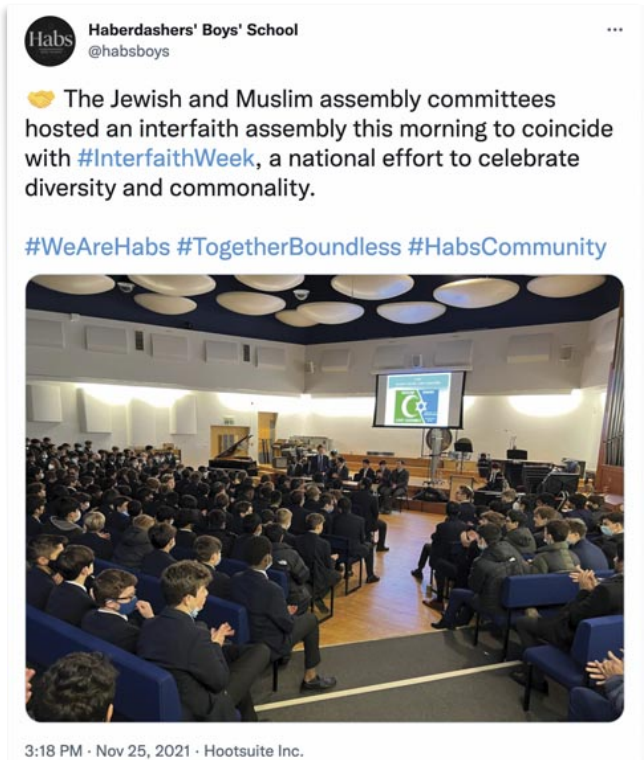 Habs
Haberdashers' Boys' School
@habsboys
🤝 The Jewish and Muslim assembly committees
hosted an interfaith assembly this morning to coincide
with #InterfaithWeek, a national effort to celebrate
diversity and commonality.
#WeAreHabs #TogetherBoundless #HabsCommunity
3:18 PM · Nov 25, 2021 · Hootsuite Inc.